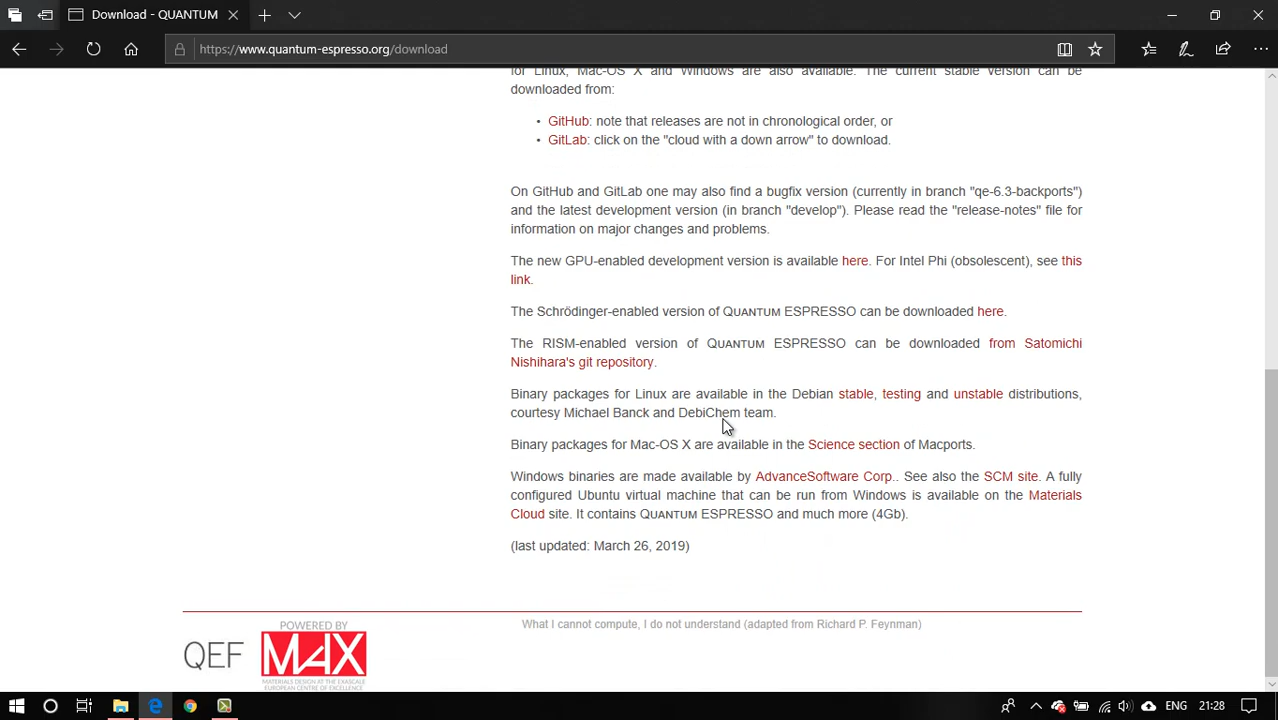 Download - QUANTUM
https://www.quantum-espresso.org/download
for Linux, Mac-OS X and Windows are also available. The current stable version can be
downloaded from:
• GitHub: note that releases are not in chronological order, or
• GitLab: click on the "cloud with a down arrow" to download.
On GitHub and GitLab one may also find a bugfix version (currently in branch "qe-6.3-backports")
and the latest development version (in branch "develop"). Please read the "release-notes" file for
information on major changes and problems.
The new GPU-enabled development version is available here. For Intel Phi (obsolescent), see this
link.
The Schrödinger-enabled version of QUANTUM ESPRESSO can be downloaded here.
The RISM-enabled version of QUANTUM ESPRESSO can be downloaded from Satomichi
Nishihara's git repository.
Binary packages for Linux are available in the Debian stable, testing and unstable distributions,
courtesy Michael Banck and DebiChem team.
Binary packages for Mac-OS X are available in the Science section of Macports.
Windows binaries are made available by AdvanceSoftware Corp.. See also the SCM site. A fully
configured Ubuntu virtual machine that can be run from Windows is available on the Materials
Cloud site. It contains QUANTUM ESPRESSO and much more (4Gb).
(last updated: March 26, 2019)
What I cannot compute, I do not understand (adapted from Richard P. Feynman)
POWERED BY
QEF
MAX
MATERIALS DESIGN AT THE EXASCALE
EUROPEAN CENTRE OF EXCELLENCE
ENG
21:28